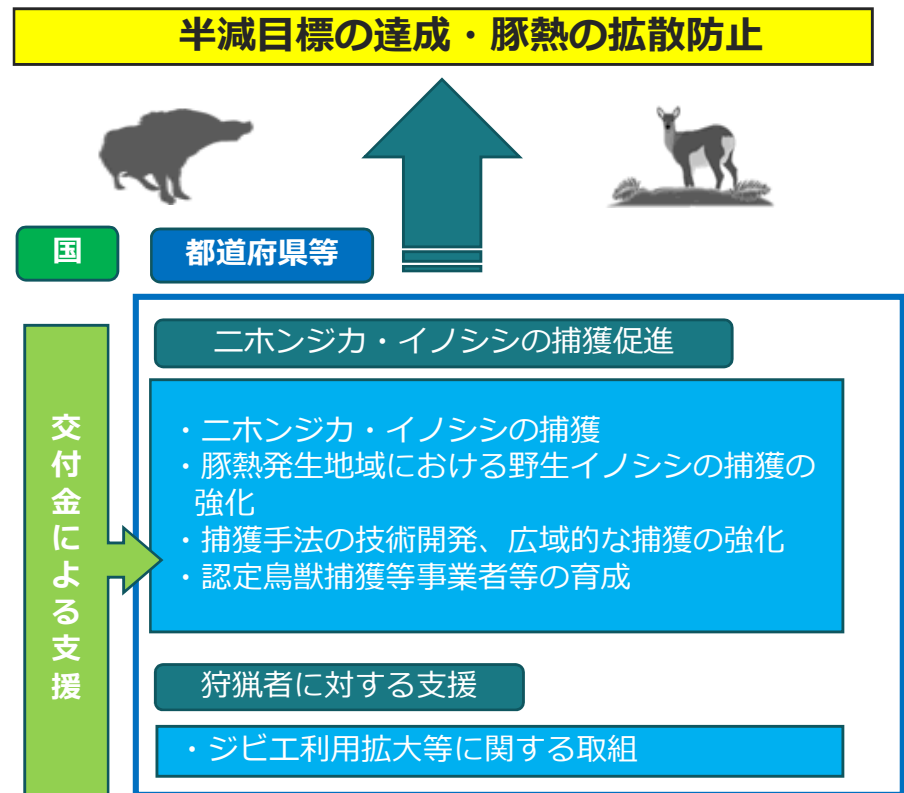 半減目標の達成・豚熱の拡散防止
国
都道府県等
交付金による支援
ニホンジカ・イノシシの捕獲促進
・ニホンジカ・イノシシの捕獲
・豚熱発生地域における野生イノシシの捕獲の
強化
・捕獲手法の技術開発、広域的な捕獲の強化
・認定鳥獣捕獲等事業者等の育成
狩猟者に対する支援
・ジビエ利用拡大等に関する取組